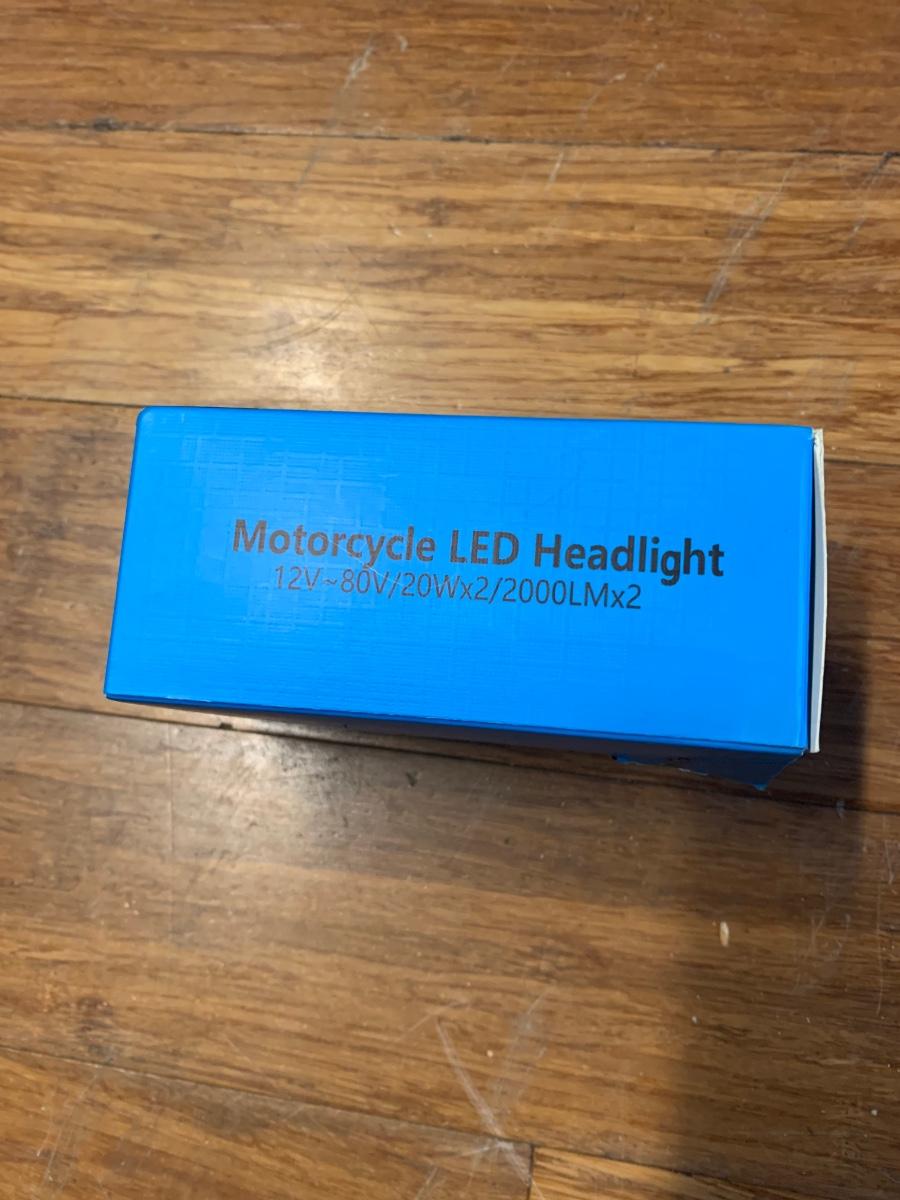 Motorcycle LED Headlight
12V~80V/20Wx2/2000LMx2